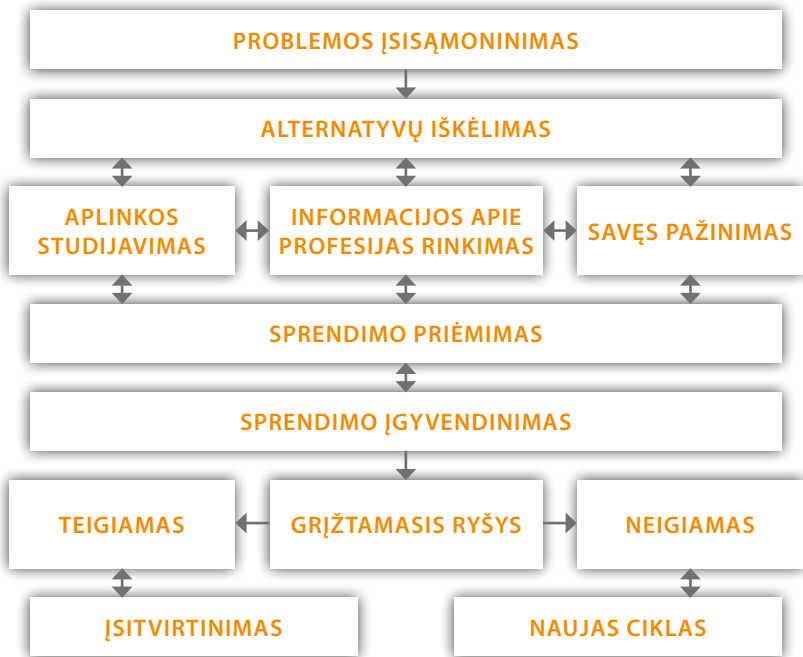 PROBLEMOS ĮSISĄMONINIMAS
ALTERNATYVŲ IŠKĖLIMAS
APLINKOS
STUDIJAVIMAS
INFORMACIJOS APIE
PROFESIJAS RINKIMAS
SAVĘS PAŽINIMAS
SPRENDIMO PRIĖMIMAS
SPRENDIMO ĮGYVENDINIMAS
TEIGIAMAS
GRĮŽTAMASIS RYŠYS
NEIGIAMAS
ĮSITVIRTINIMAS
NAUJAS CIKLAS